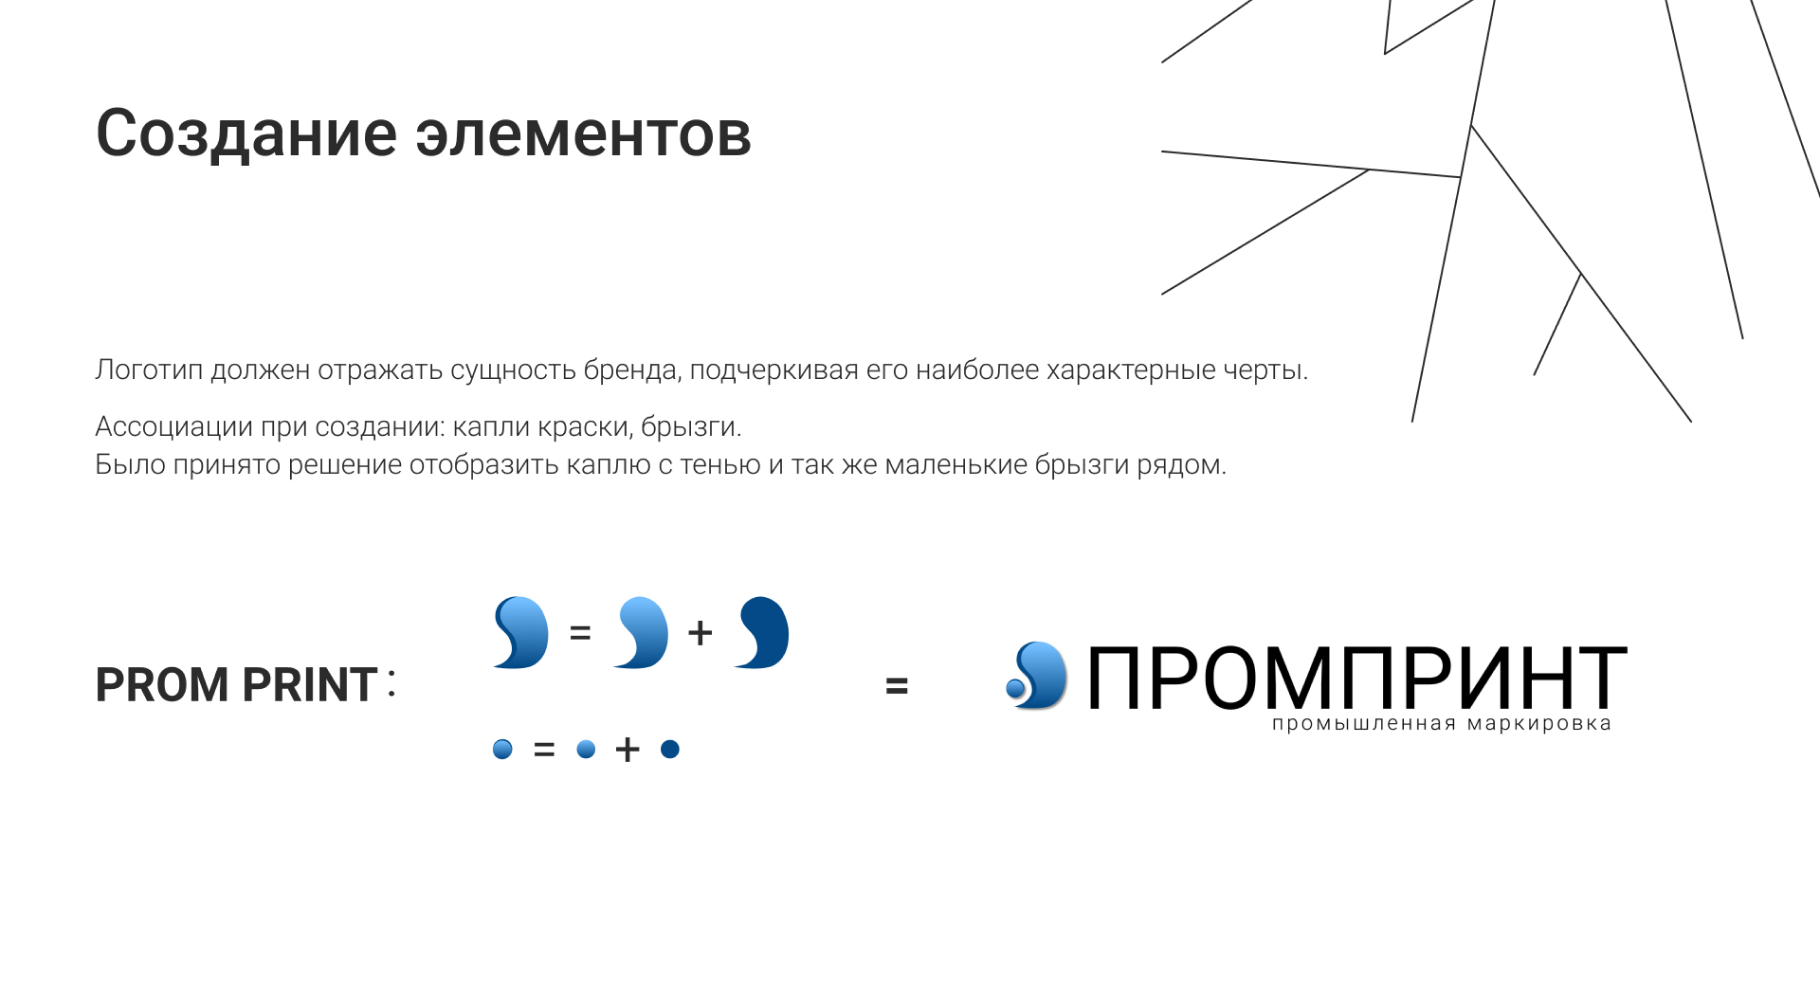 Создание элементов
Логотип должен отражать сущность бренда, подчеркивая его наиболее характерные черты.
Ассоциации при создании: капли краски, брызги.
Было принято решение отобразить каплю с тенью и так же маленькие брызги рядом.
= +
PROM PRINT: = ПРОМПРИНТ
промышленная маркировка
= +